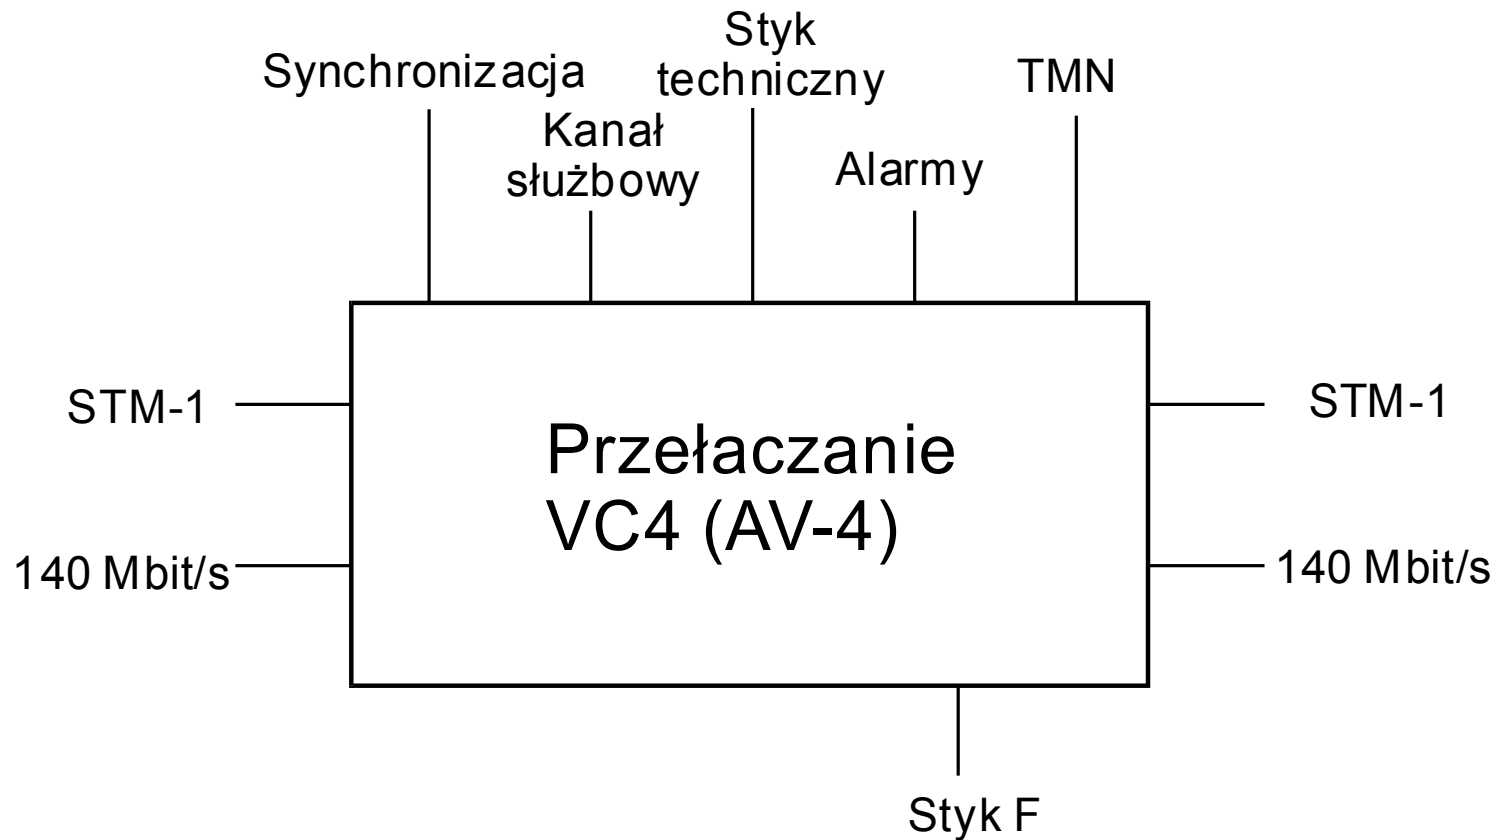 Synchronizacja
Kanał
służbowy
Styk
techniczny
Alarmy
TMN
STM-1
140 Mbit/s
Przełaczanie
VC4 (AV-4)
STM-1
140 Mbit/s
Styk F